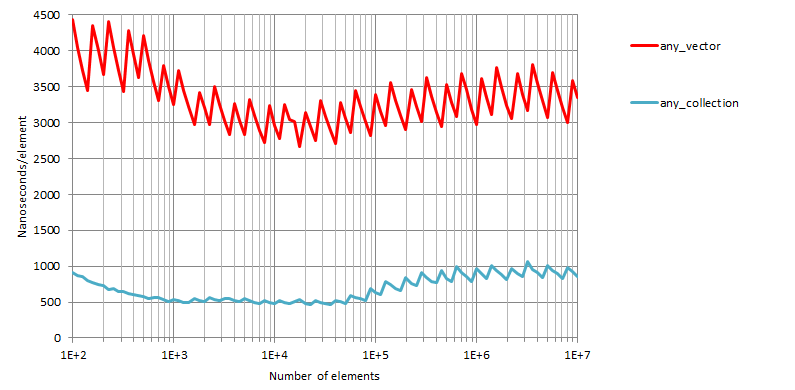 4500
4000
3500
3000
2500
2000
1500
1000
500
0
Nanoseconds/element
1E+2 1E+3 1E+4 1E+5 1E+6 1E+7
Number of elements
any_vector
any_collection